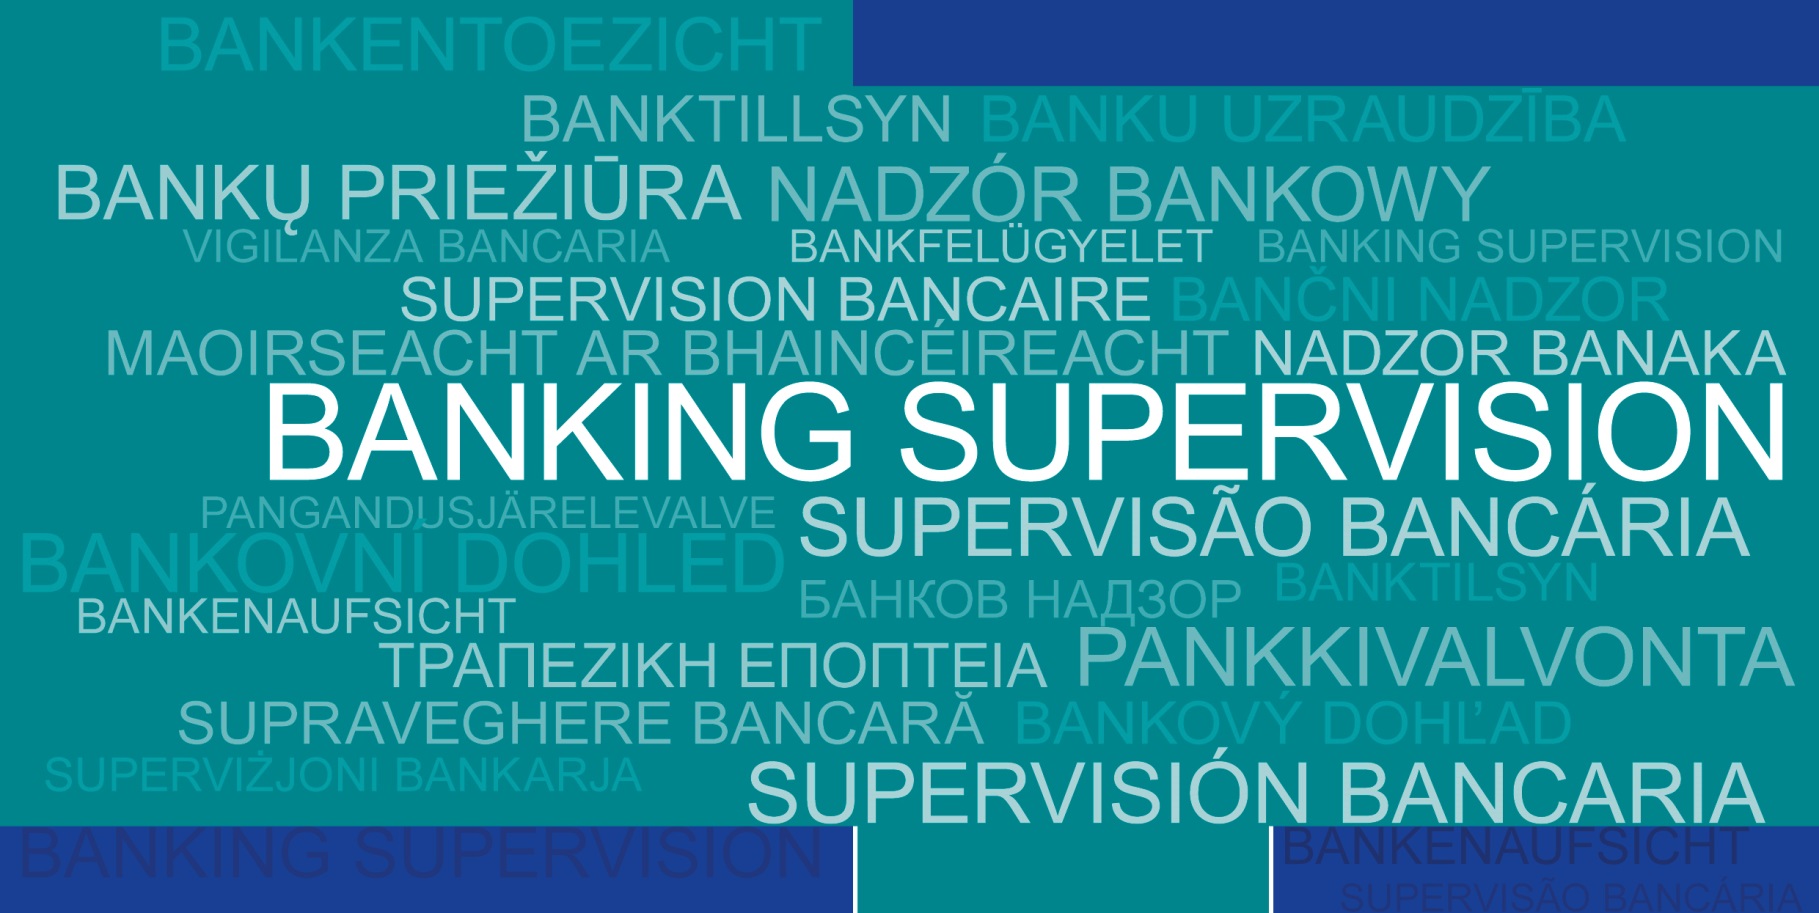 BANKENTOEZICHT
BANKTILLSYN BANKU UZRAUDZĪBA
BANKŲ PRIEŽIŪRA NADZÓR BANKOWY
VIGILANZA BANCARIA BANKFELÜGYELET BANKING SUPERVISION
SUPERVISION BANCAIRE BANČNI NADZOR
MAOIRSEACHT AR BHAINCÉIREACHT NADZOR BANAKA
BANKING SUPERVISION
PANGANDUSJÄRELEVALVE SUPERVISÃO BANCÁRIA
BANKOVNÍ DOHLED
БАНКОВ НАДЗОР BANKTILSYN
BANKENAUFSICHT
ΤΡΑΠΕΖΙΚΗ ΕΠΟΠΤΕΙΑ PANKKIVALVONTA
SUPRAVEGHERE BANCARĂ BANKOVÝ DOHĽAD
SUPERVIŻJONI BANKARJA SUPERVISIÓN BANCARIA
BANKING SUPERVISION BANKENAUFSICHT
SUPERVISÃO BANCÁRIA